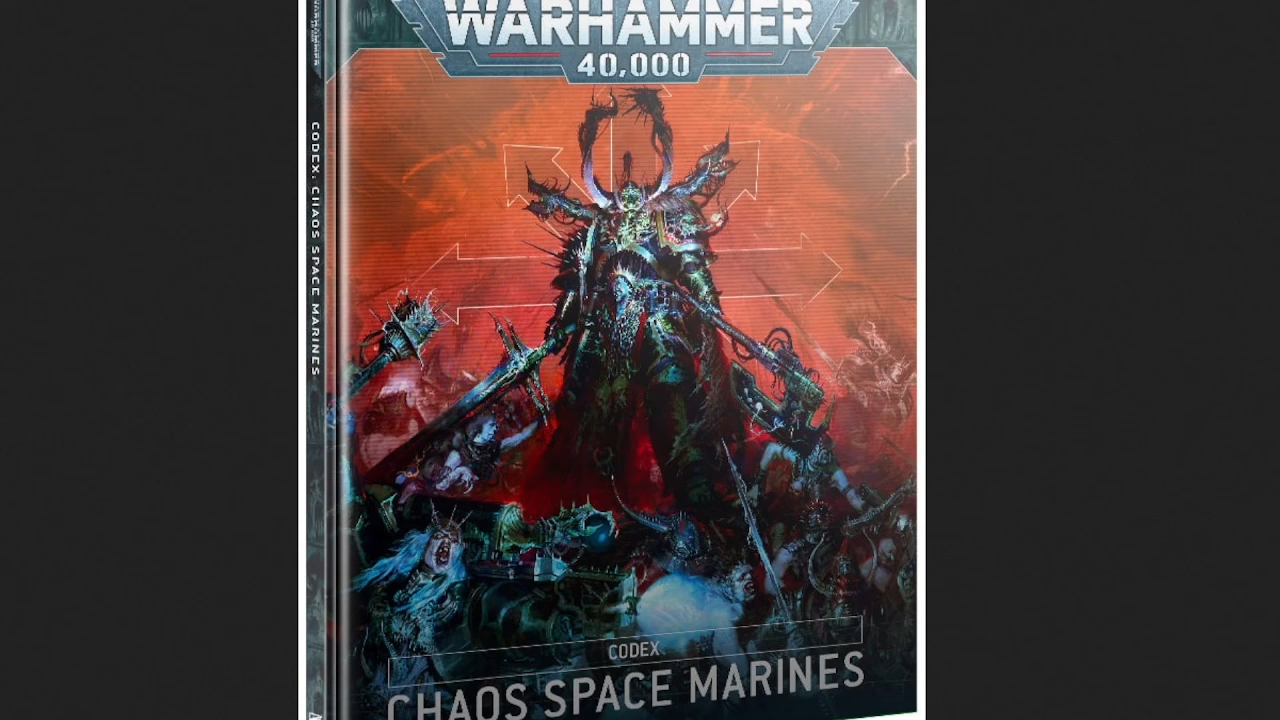 WARHAMMER
40,000
CODEX: CHAOS SPACE MARINES
CODEX
CHAOS SPACE MARINES